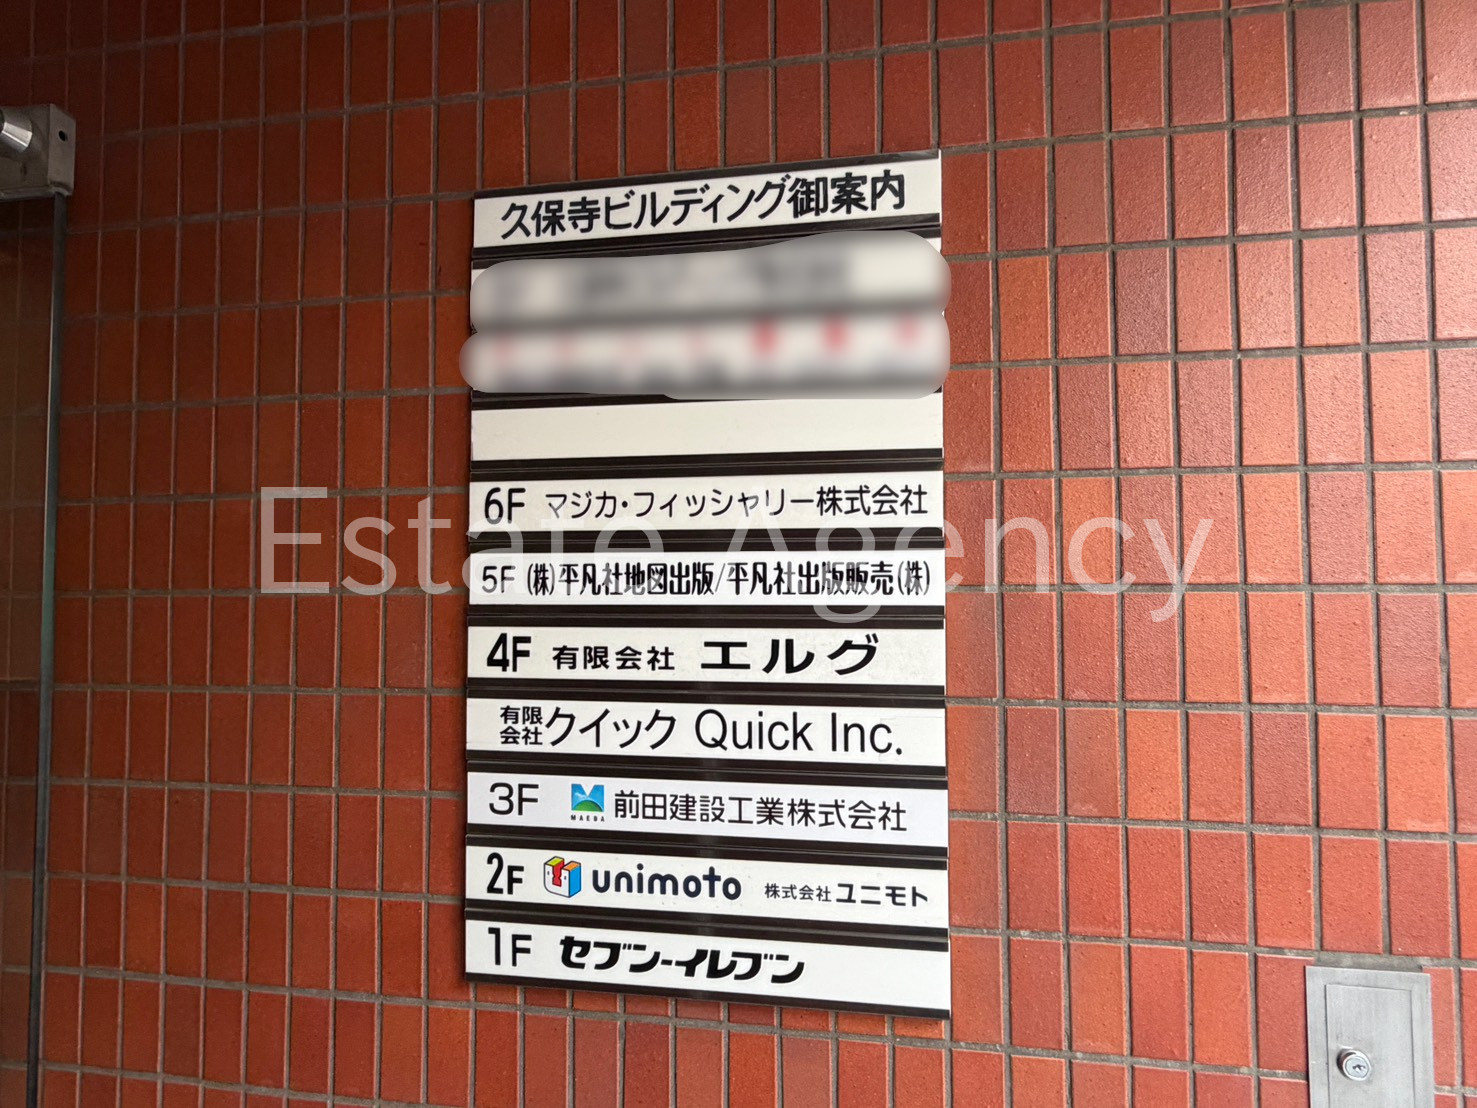 久保寺ビルディング御案内
6F マジカ・フィッシャリー株式会社
5F (株)平凡社地図出版/平凡社出版販売(株)
4F 有限会社 エルグ
有限会社クイック Quick Inc.
3F MAEDA 前田建設工業株式会社
2F unimoto 株式会社ユニモト
1F セブン-イレブン
Estate Agency